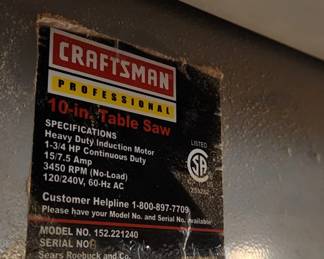 CRAFTSMAN
PROFESSIONAL
10-in. Table Saw
SPECIFICATIONS
Heavy Duty Induction Motor
1-3/4 HP Continuous Duty
15/7.5 Amp
3450 RPM (No-Load)
120/240V, 60-Hz AC
LISTED
SA
Customer Helpline 1-800-897-7709
Please have your Model No. and Serial No. available.
MODEL NO. 152.221240
SERIAL NO
Sears Roebuck and Co.